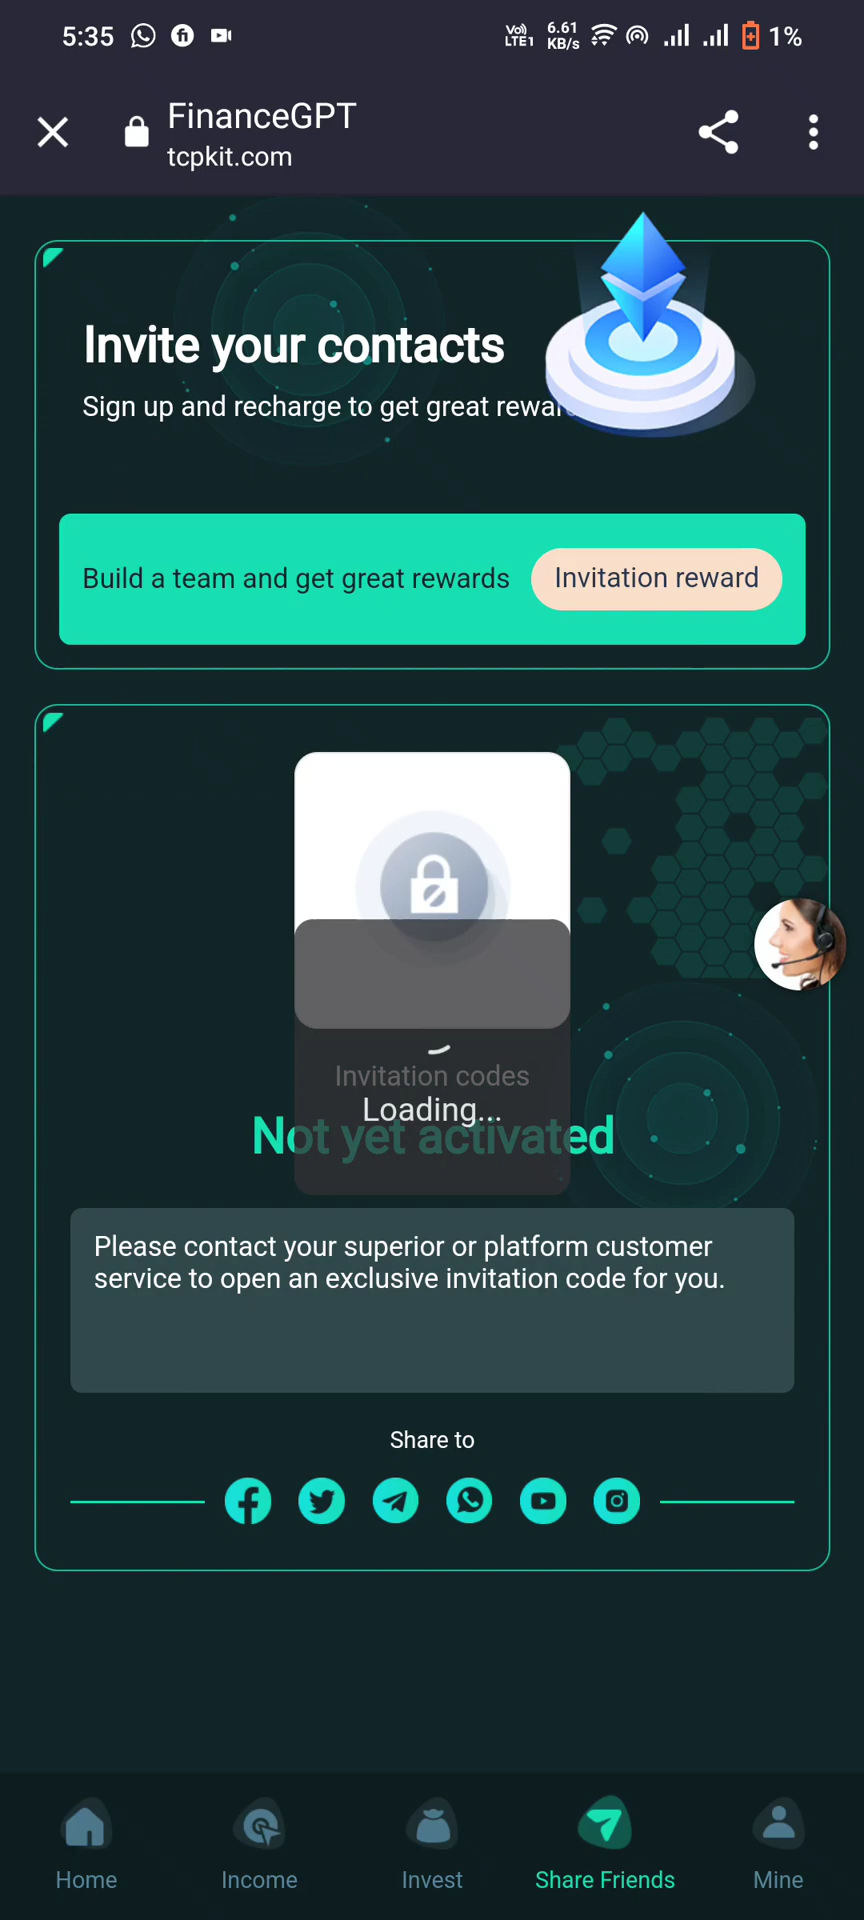 5:35
Vo)
LTE1
6.61
KB/s
1%
FinanceGPT
tcpkit.com
Invite your contacts
Sign up and recharge to get great rewar
Build a team and get great rewards
Invitation reward
Invitation codes
Loading...
Not yet activated
Please contact your superior or platform customer
service to open an exclusive invitation code for you.
Share to
Home
Income
Invest
Share Friends
Mine